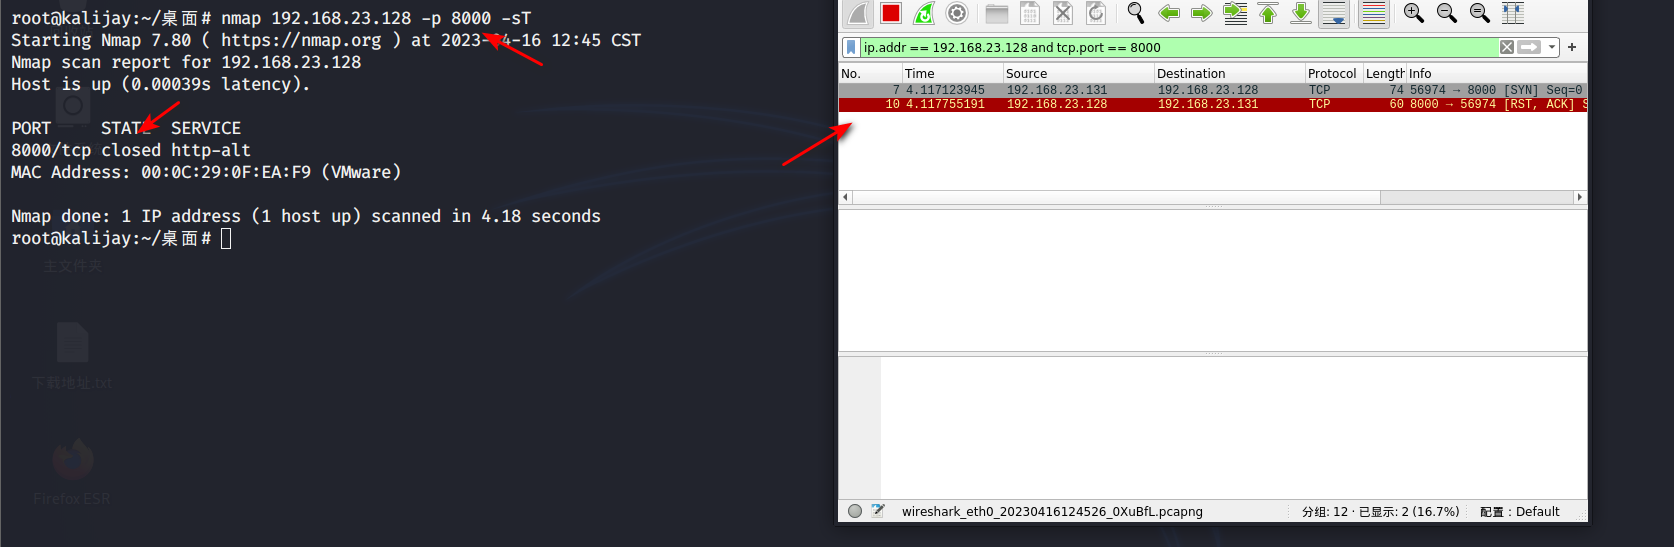 root@kalijay:~/桌面# nmap 192.168.23.128 -p 8000 -sT
Starting Nmap 7.80 ( https://nmap.org ) at 2023-04-16 12:45 CST
Nmap scan report for 192.168.23.128
Host is up (0.00039s latency).
PORT     STATE  SERVICE
8000/tcp closed http-alt
MAC Address: 00:0C:29:0F:EA:F9 (VMware)
Nmap done: 1 IP address (1 host up) scanned in 4.18 seconds
root@kalijay:~/桌面#
主文件夹
下载地址.txt
Firefox ESR
ip.addr == 192.168.23.128 and tcp.port == 8000
No. Time Source Destination Protocol Length Info
7 4.117123945 192.168.23.131 192.168.23.128 TCP 74 56974 → 8000 [SYN] Seq=0
10 4.117755191 192.168.23.128 192.168.23.131 TCP 60 8000 → 56974 [RST, ACK] S
wireshark_eth0_20230416124526_0XuBfL.pcapng
分组: 12 · 已显示: 2 (16.7%)
配置：Default